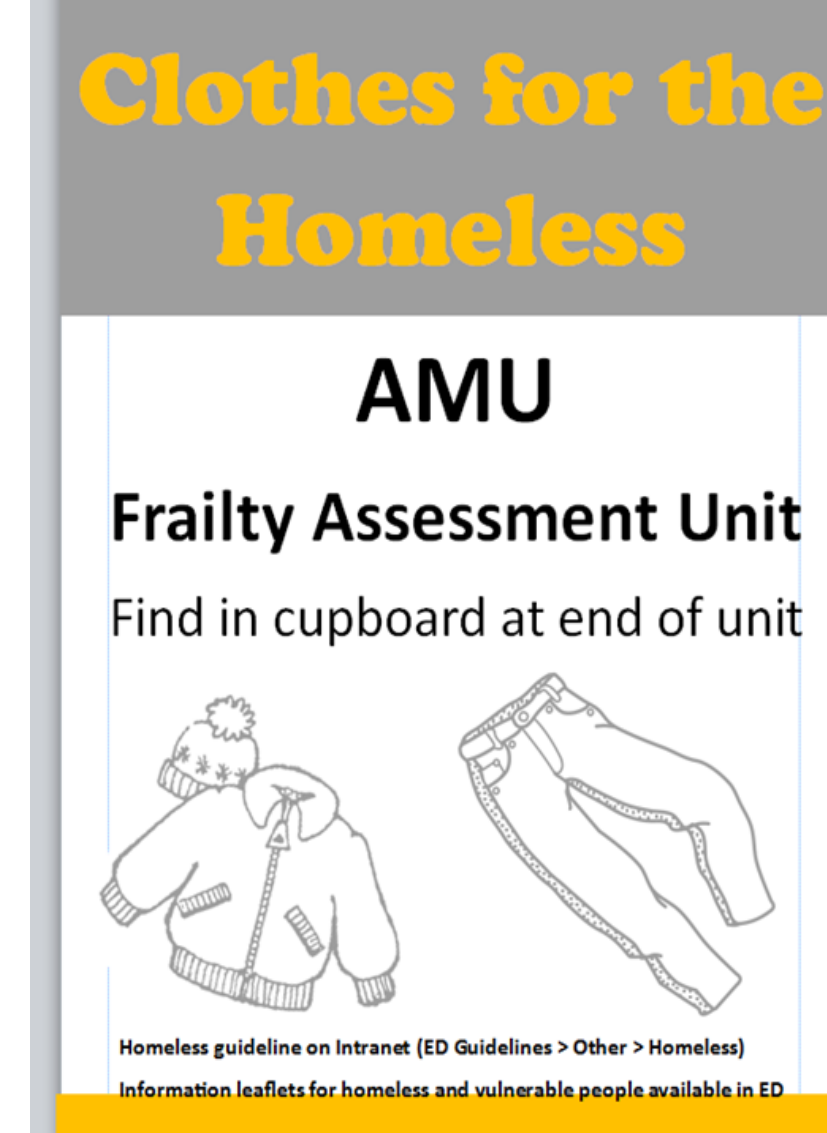 Clothes for the
Homeless
AMU
Frailty Assessment Unit
Find in cupboard at end of unit
Homeless guideline on Intranet (ED Guidelines > Other > Homeless)
Information leaflets for homeless and vulnerable people available in ED